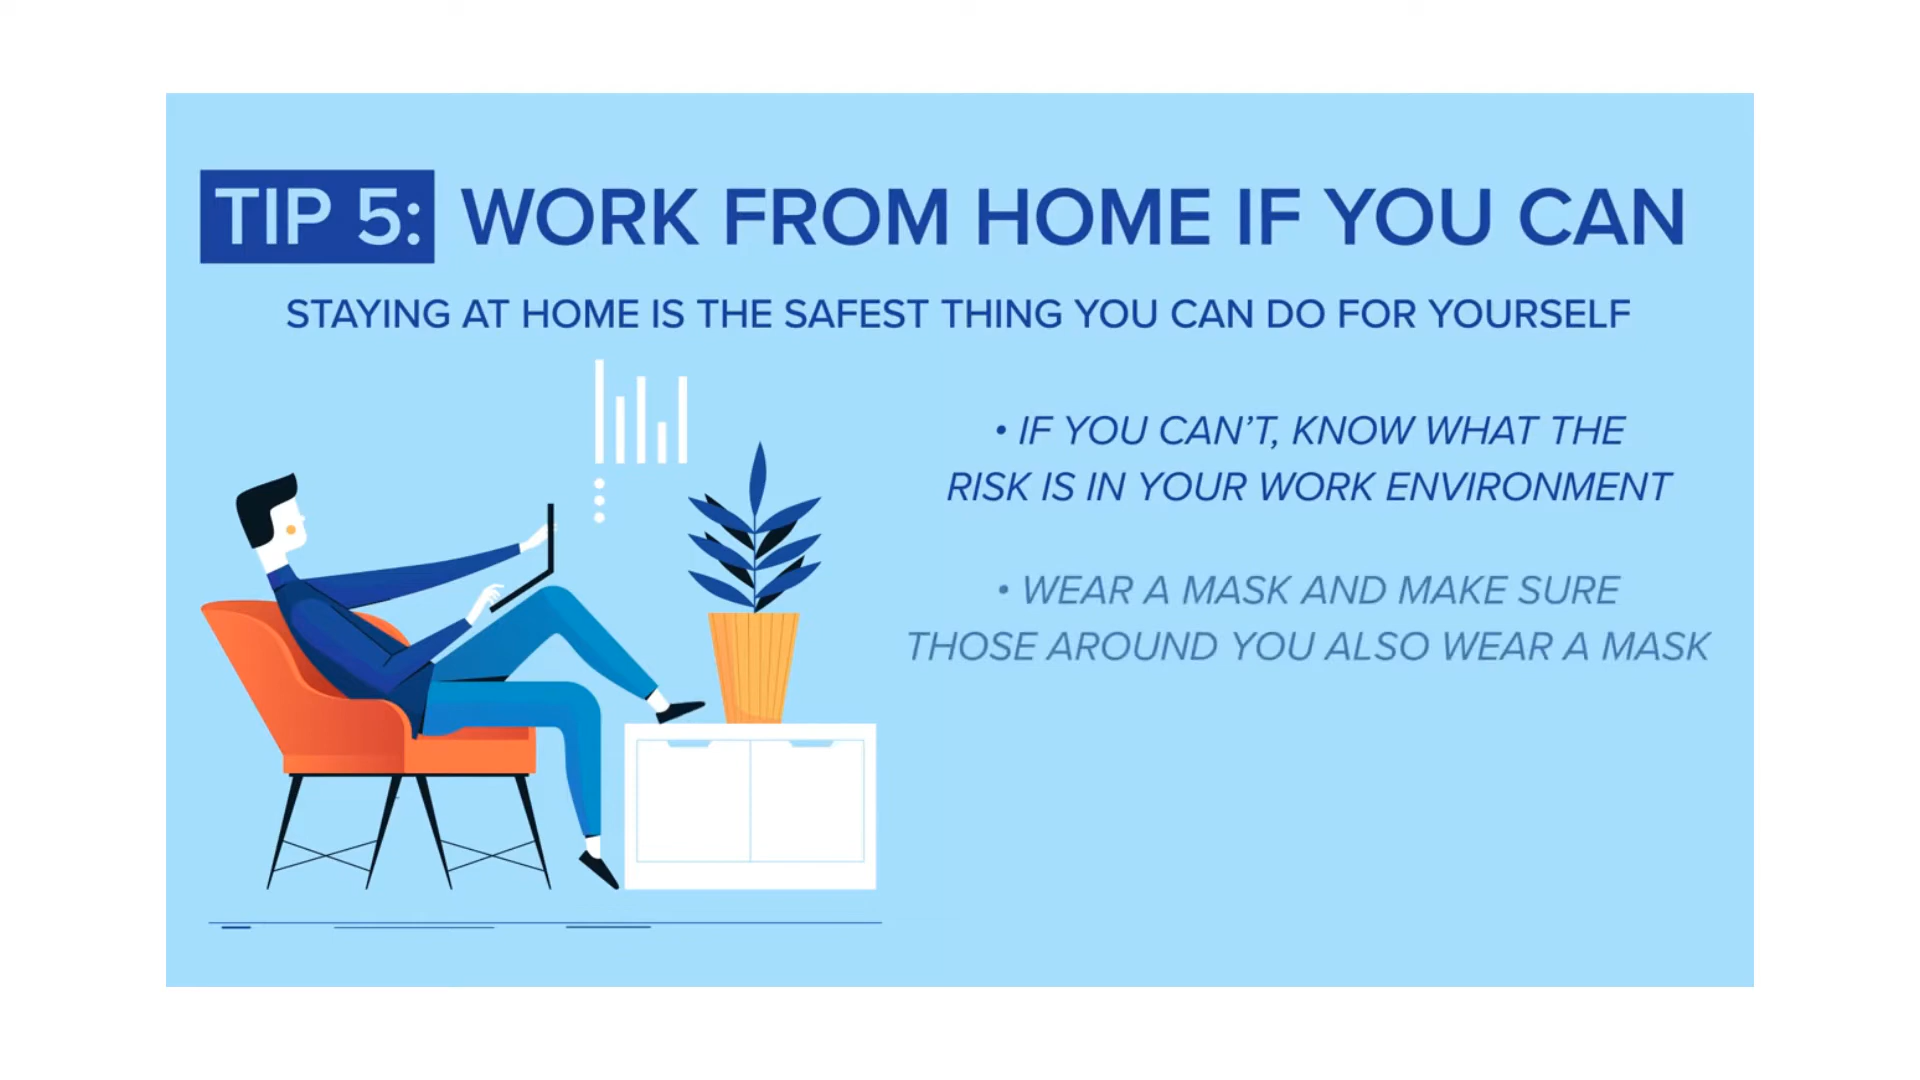 TIP 5: WORK FROM HOME IF YOU CAN
STAYING AT HOME IS THE SAFEST THING YOU CAN DO FOR YOURSELF
• IF YOU CAN’T, KNOW WHAT THE
RISK IS IN YOUR WORK ENVIRONMENT
• WEAR A MASK AND MAKE SURE
THOSE AROUND YOU ALSO WEAR A MASK